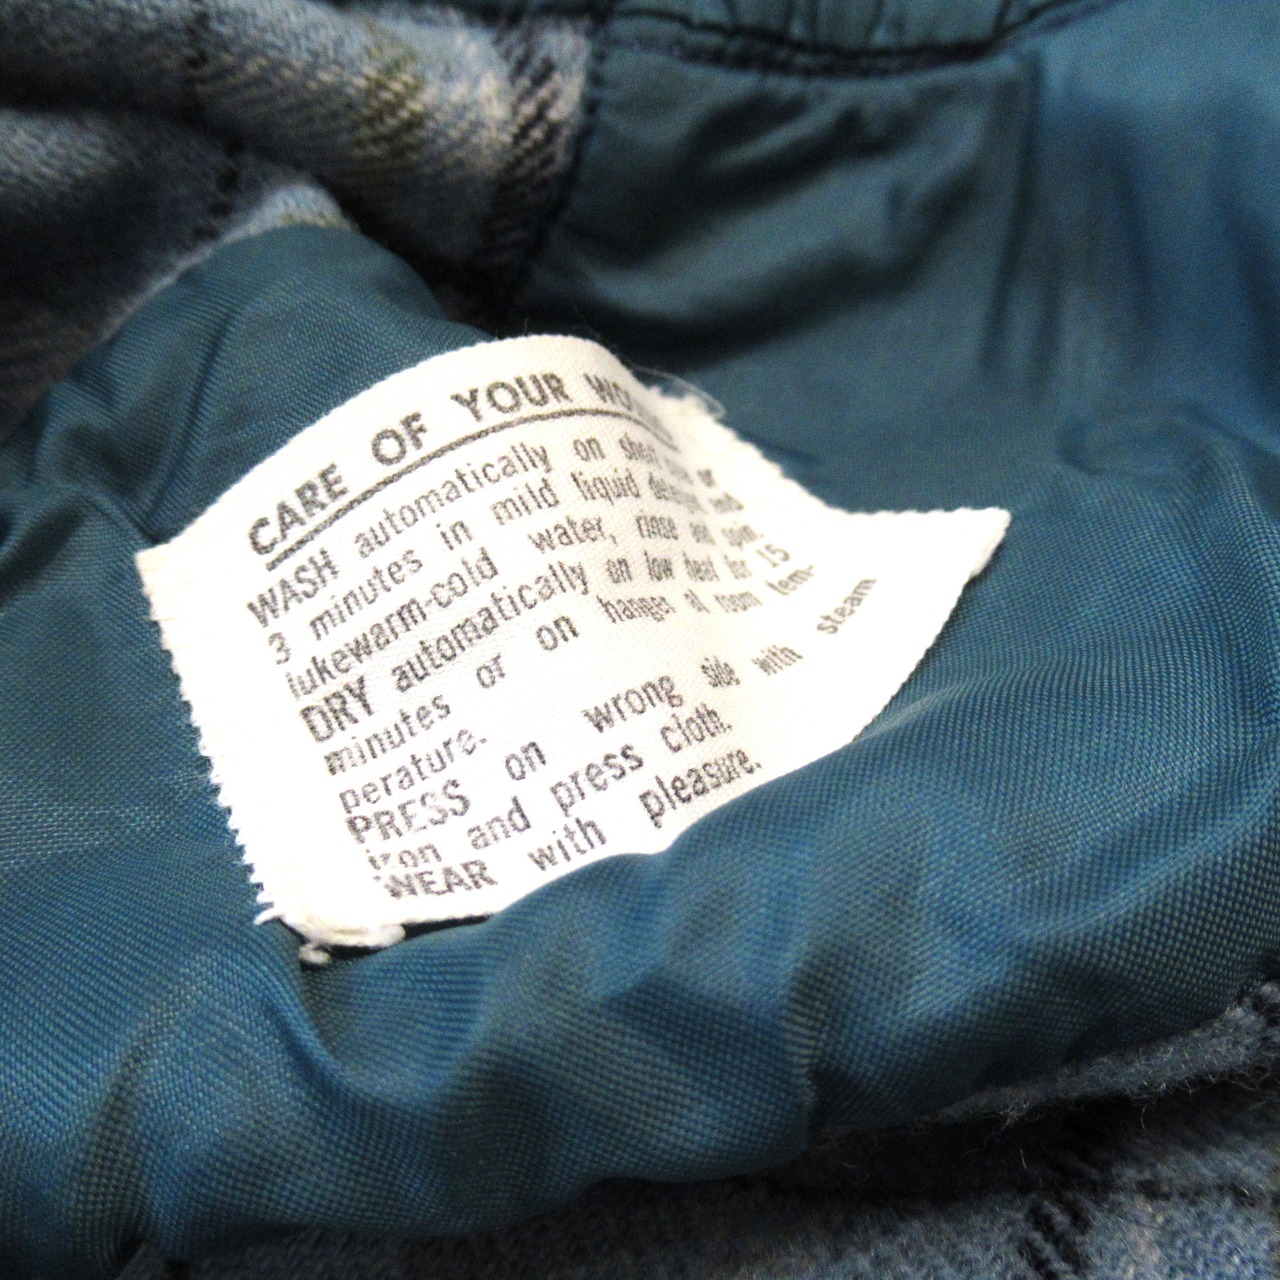 CARE OF YOUR
WASH automatically on short
3 minutes in mild liquid
lukewarm-cold water, rinse and
DRY automatically on low heat for 15
minutes or on hanger at room tem-
perature.
PRESS on wrong side with steam
iron and press cloth.
WEAR with pleasure.